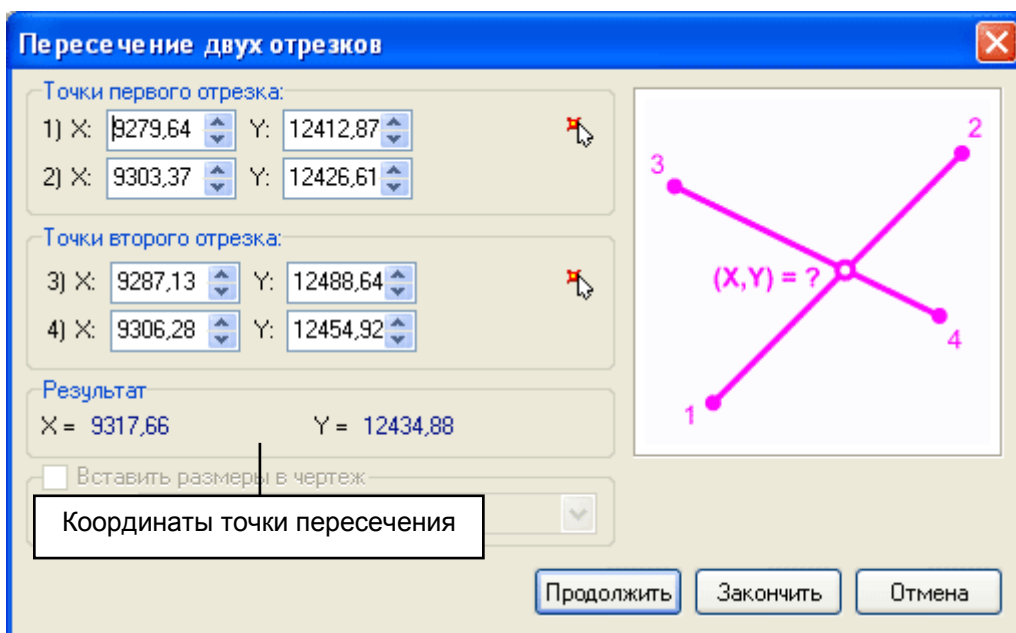 Пересечение двух отрезков
Точки первого отрезка:
1) X: 9279,64 Y: 12412,87
2) X: 9303,37 Y: 12426,61
Точки второго отрезка:
3) X: 9287,13 Y: 12488,64
4) X: 9306,28 Y: 12454,92
Результат
X = 9317,66 Y = 12434,88
Вставить размеры в чертеж
Координаты точки пересечения
2
3
(X,Y) = ?
4
1
Продолжить Закончить Отмена